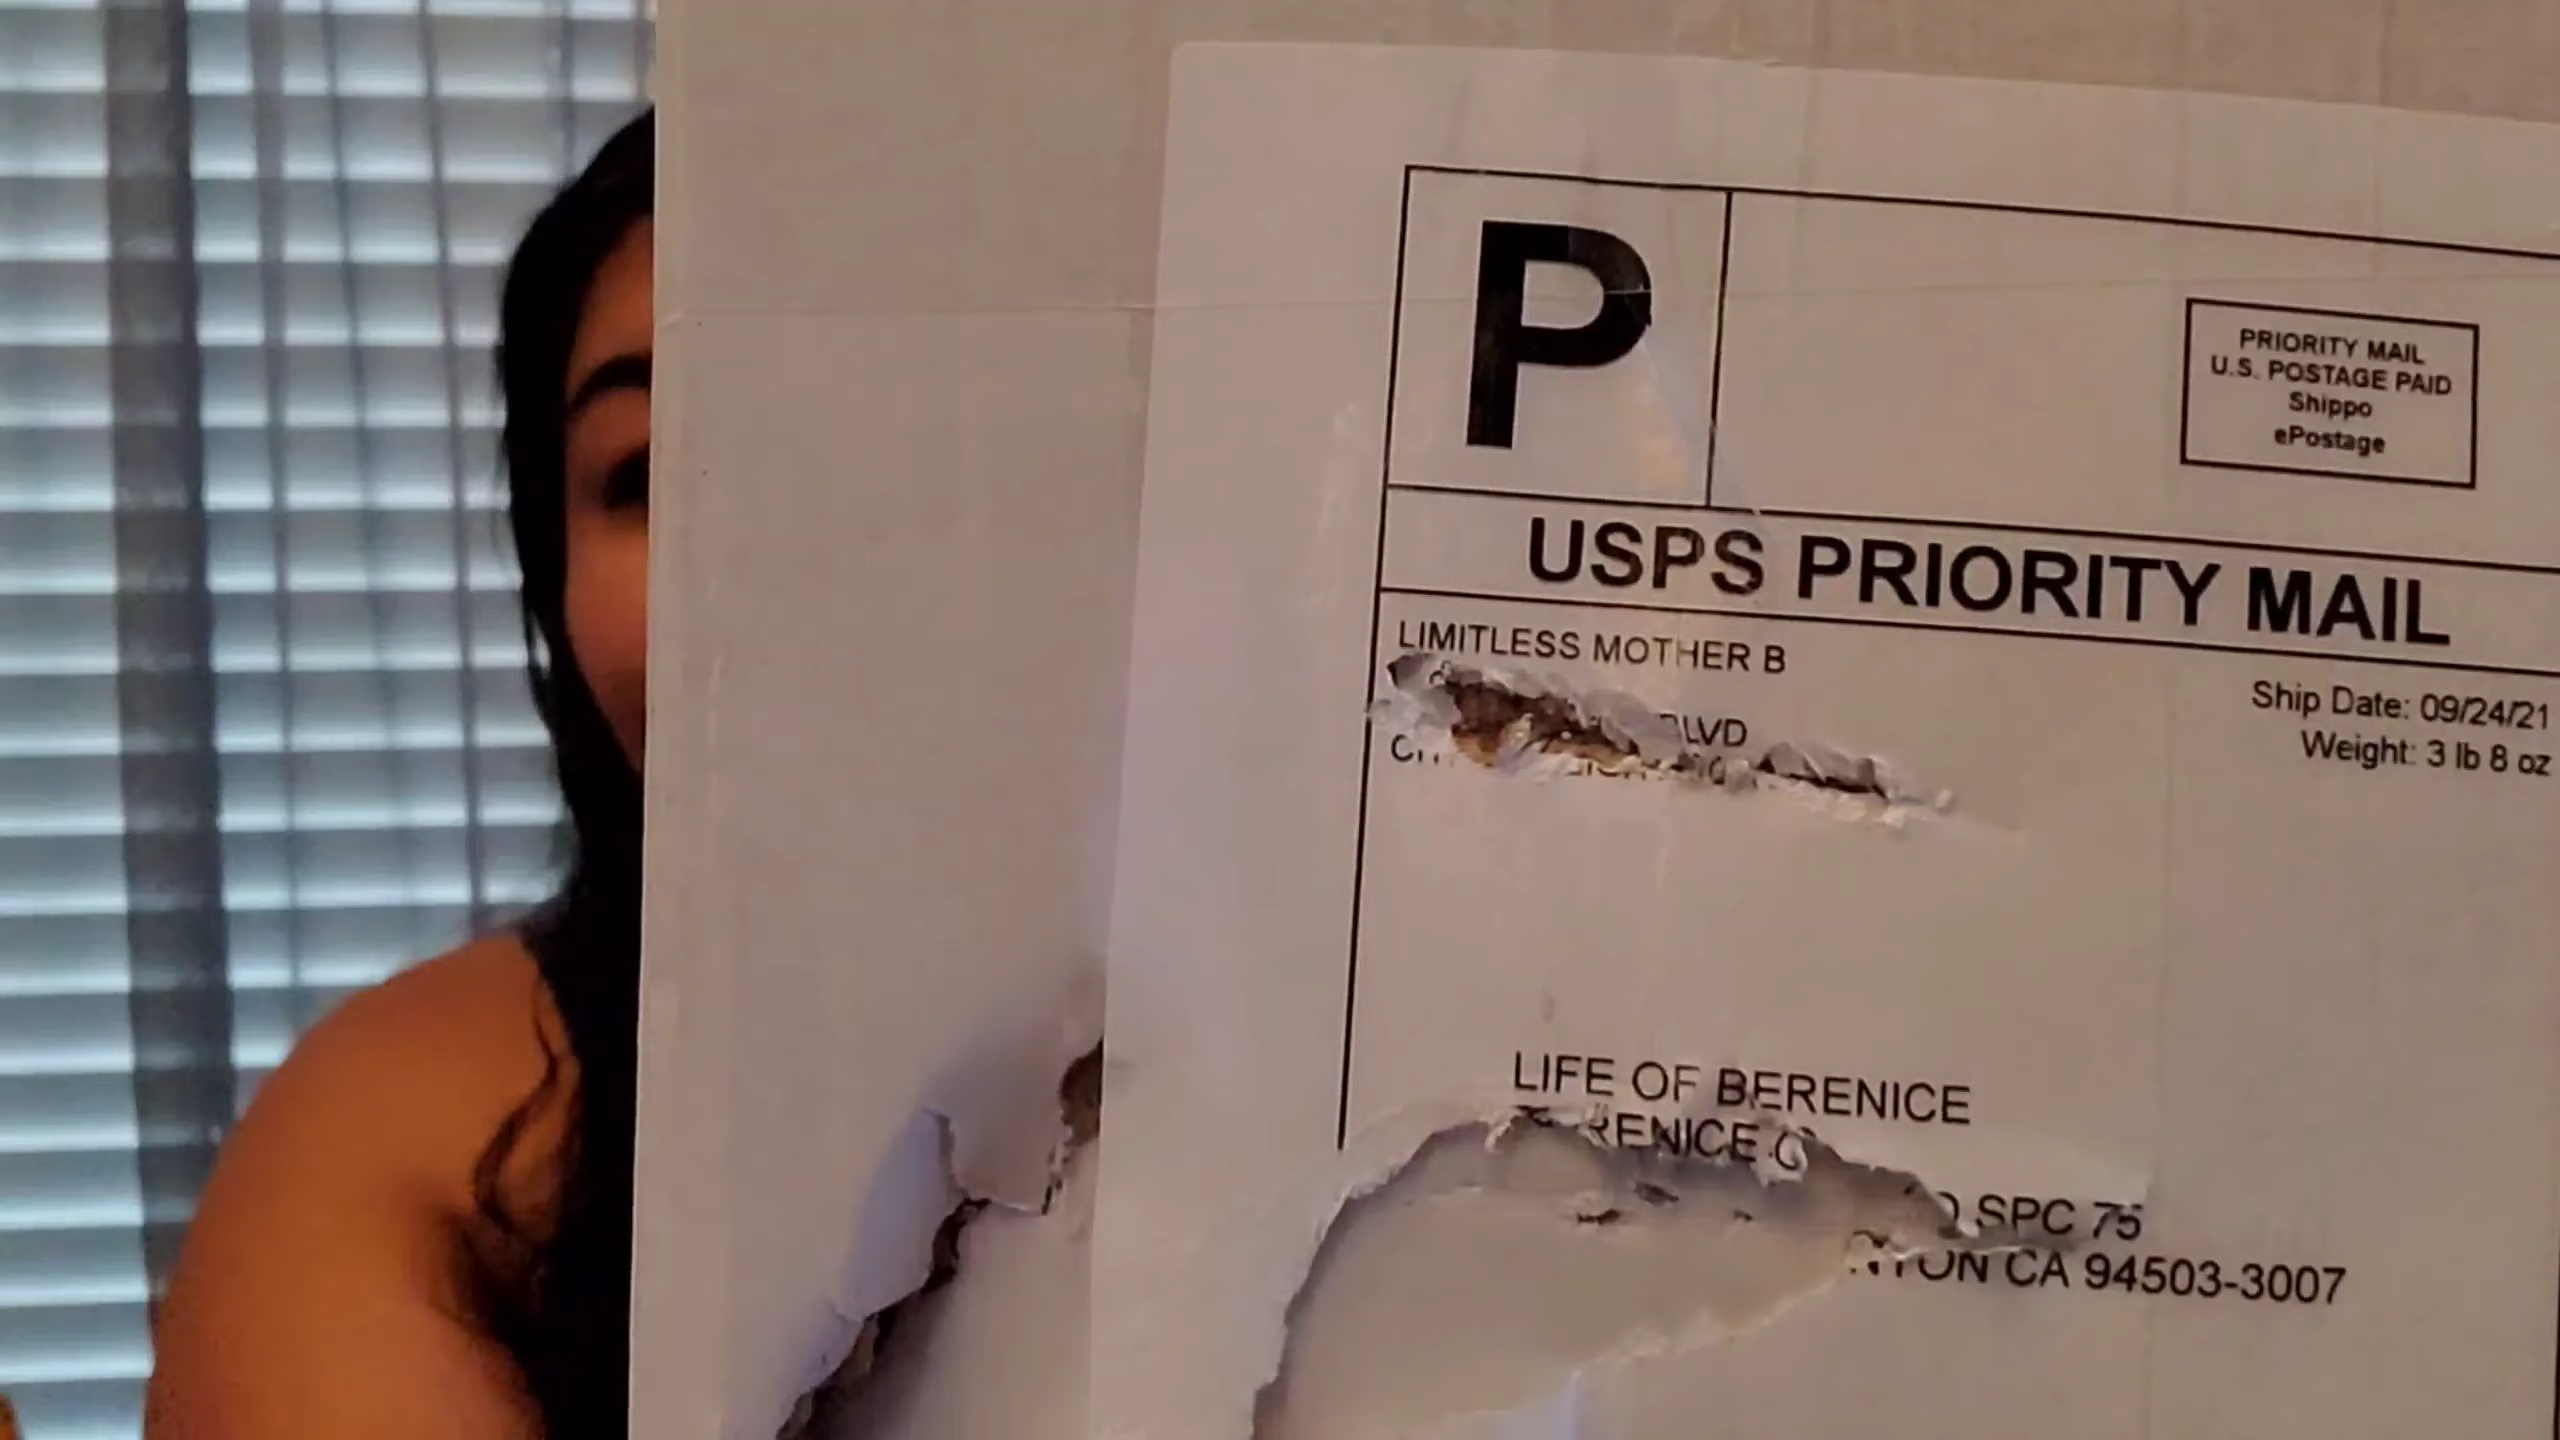 P
PRIORITY MAIL
U.S. POSTAGE PAID
Shippo
ePostage
USPS PRIORITY MAIL
LIMITLESS MOTHER B
Ship Date: 09/24/21
Weight: 3 lb 8 oz
BLVD
LIFE OF BERENICE
SPC 75
CA 94503-3007